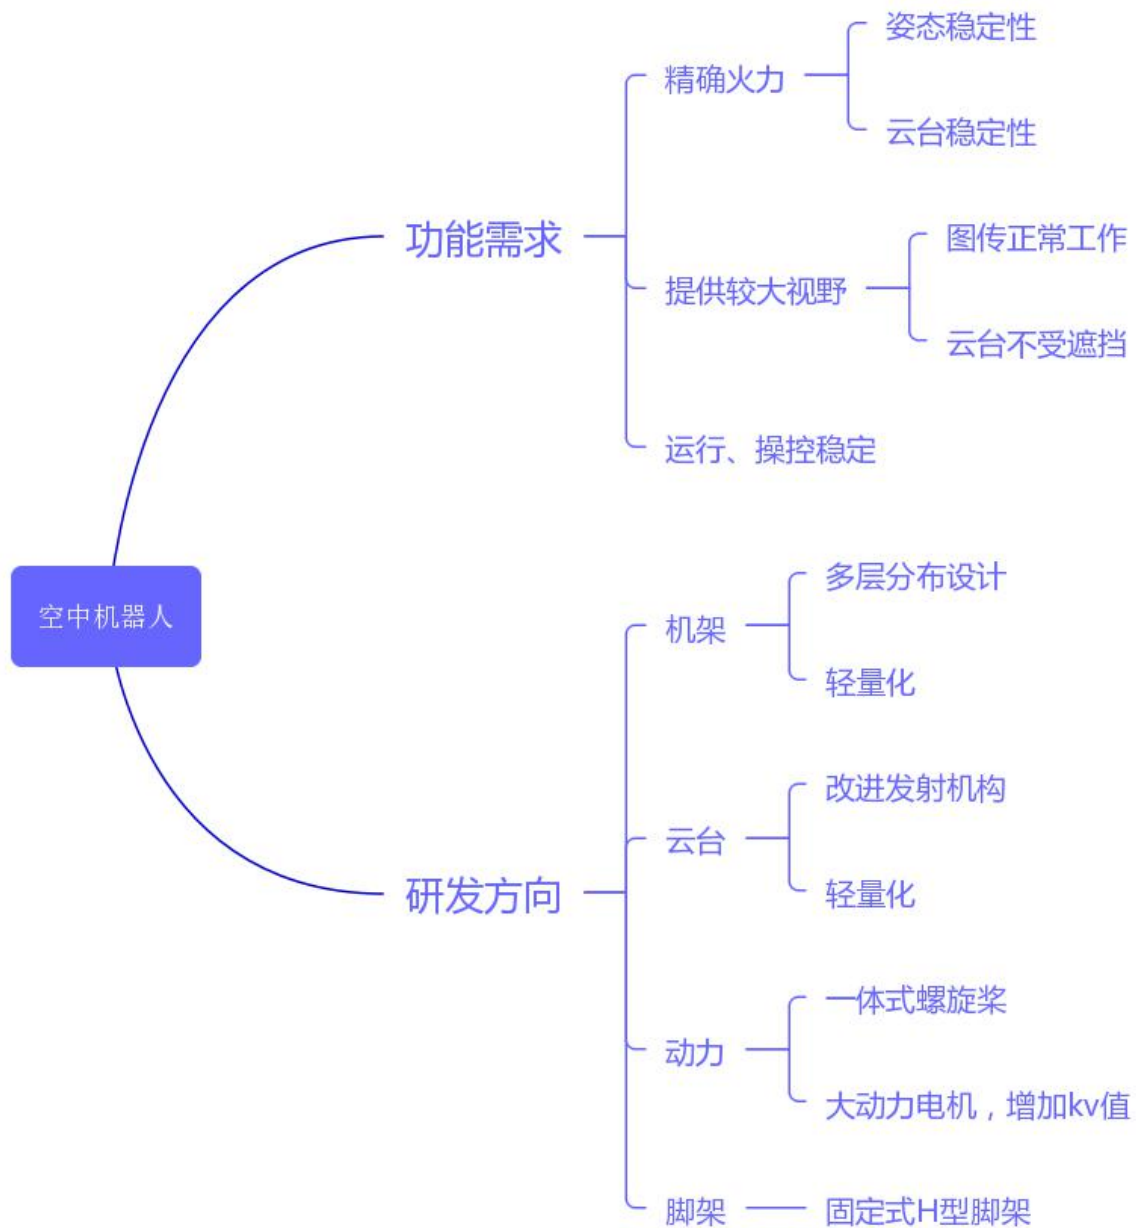 空中机器人
功能需求
精确火力
姿态稳定性
云台稳定性
提供较大视野
图传正常工作
云台不受遮挡
运行、操控稳定
研发方向
机架
多层分布设计
轻量化
云台
改进发射机构
轻量化
动力
一体式螺旋桨
大动力电机，增加kv值
脚架
固定式H型脚架